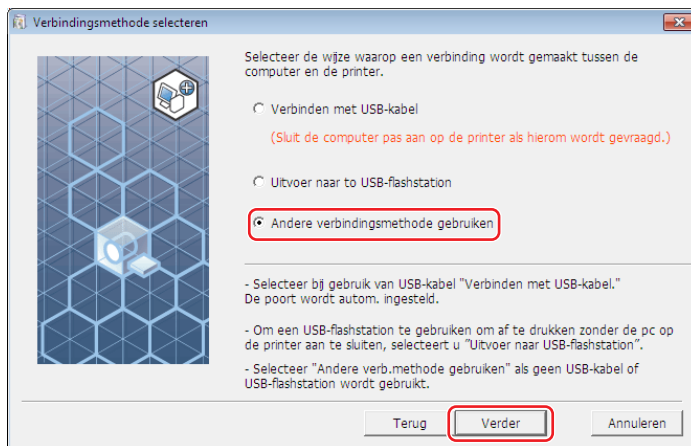 Verbindingsmethode selecteren
Selecteer de wijze waarop een verbinding wordt gemaakt tussen de
computer en de printer.
Verbinden met USB-kabel
(Sluit de computer pas aan op de printer als hierom wordt gevraagd.)
Uitvoer naar to USB-flashstation
Andere verbindingsmethode gebruiken
- Selecteer bij gebruik van USB-kabel "Verbinden met USB-kabel."
De poort wordt autom. ingesteld.
- Om een USB-flashstation te gebruiken om af te drukken zonder de pc op
de printer aan te sluiten, selecteert u "Uitvoer naar USB-flashstation".
- Selecteer "Andere verb.methode gebruiken" als geen USB-kabel of
USB-flashstation wordt gebruikt.
Terug Verder Annuleren